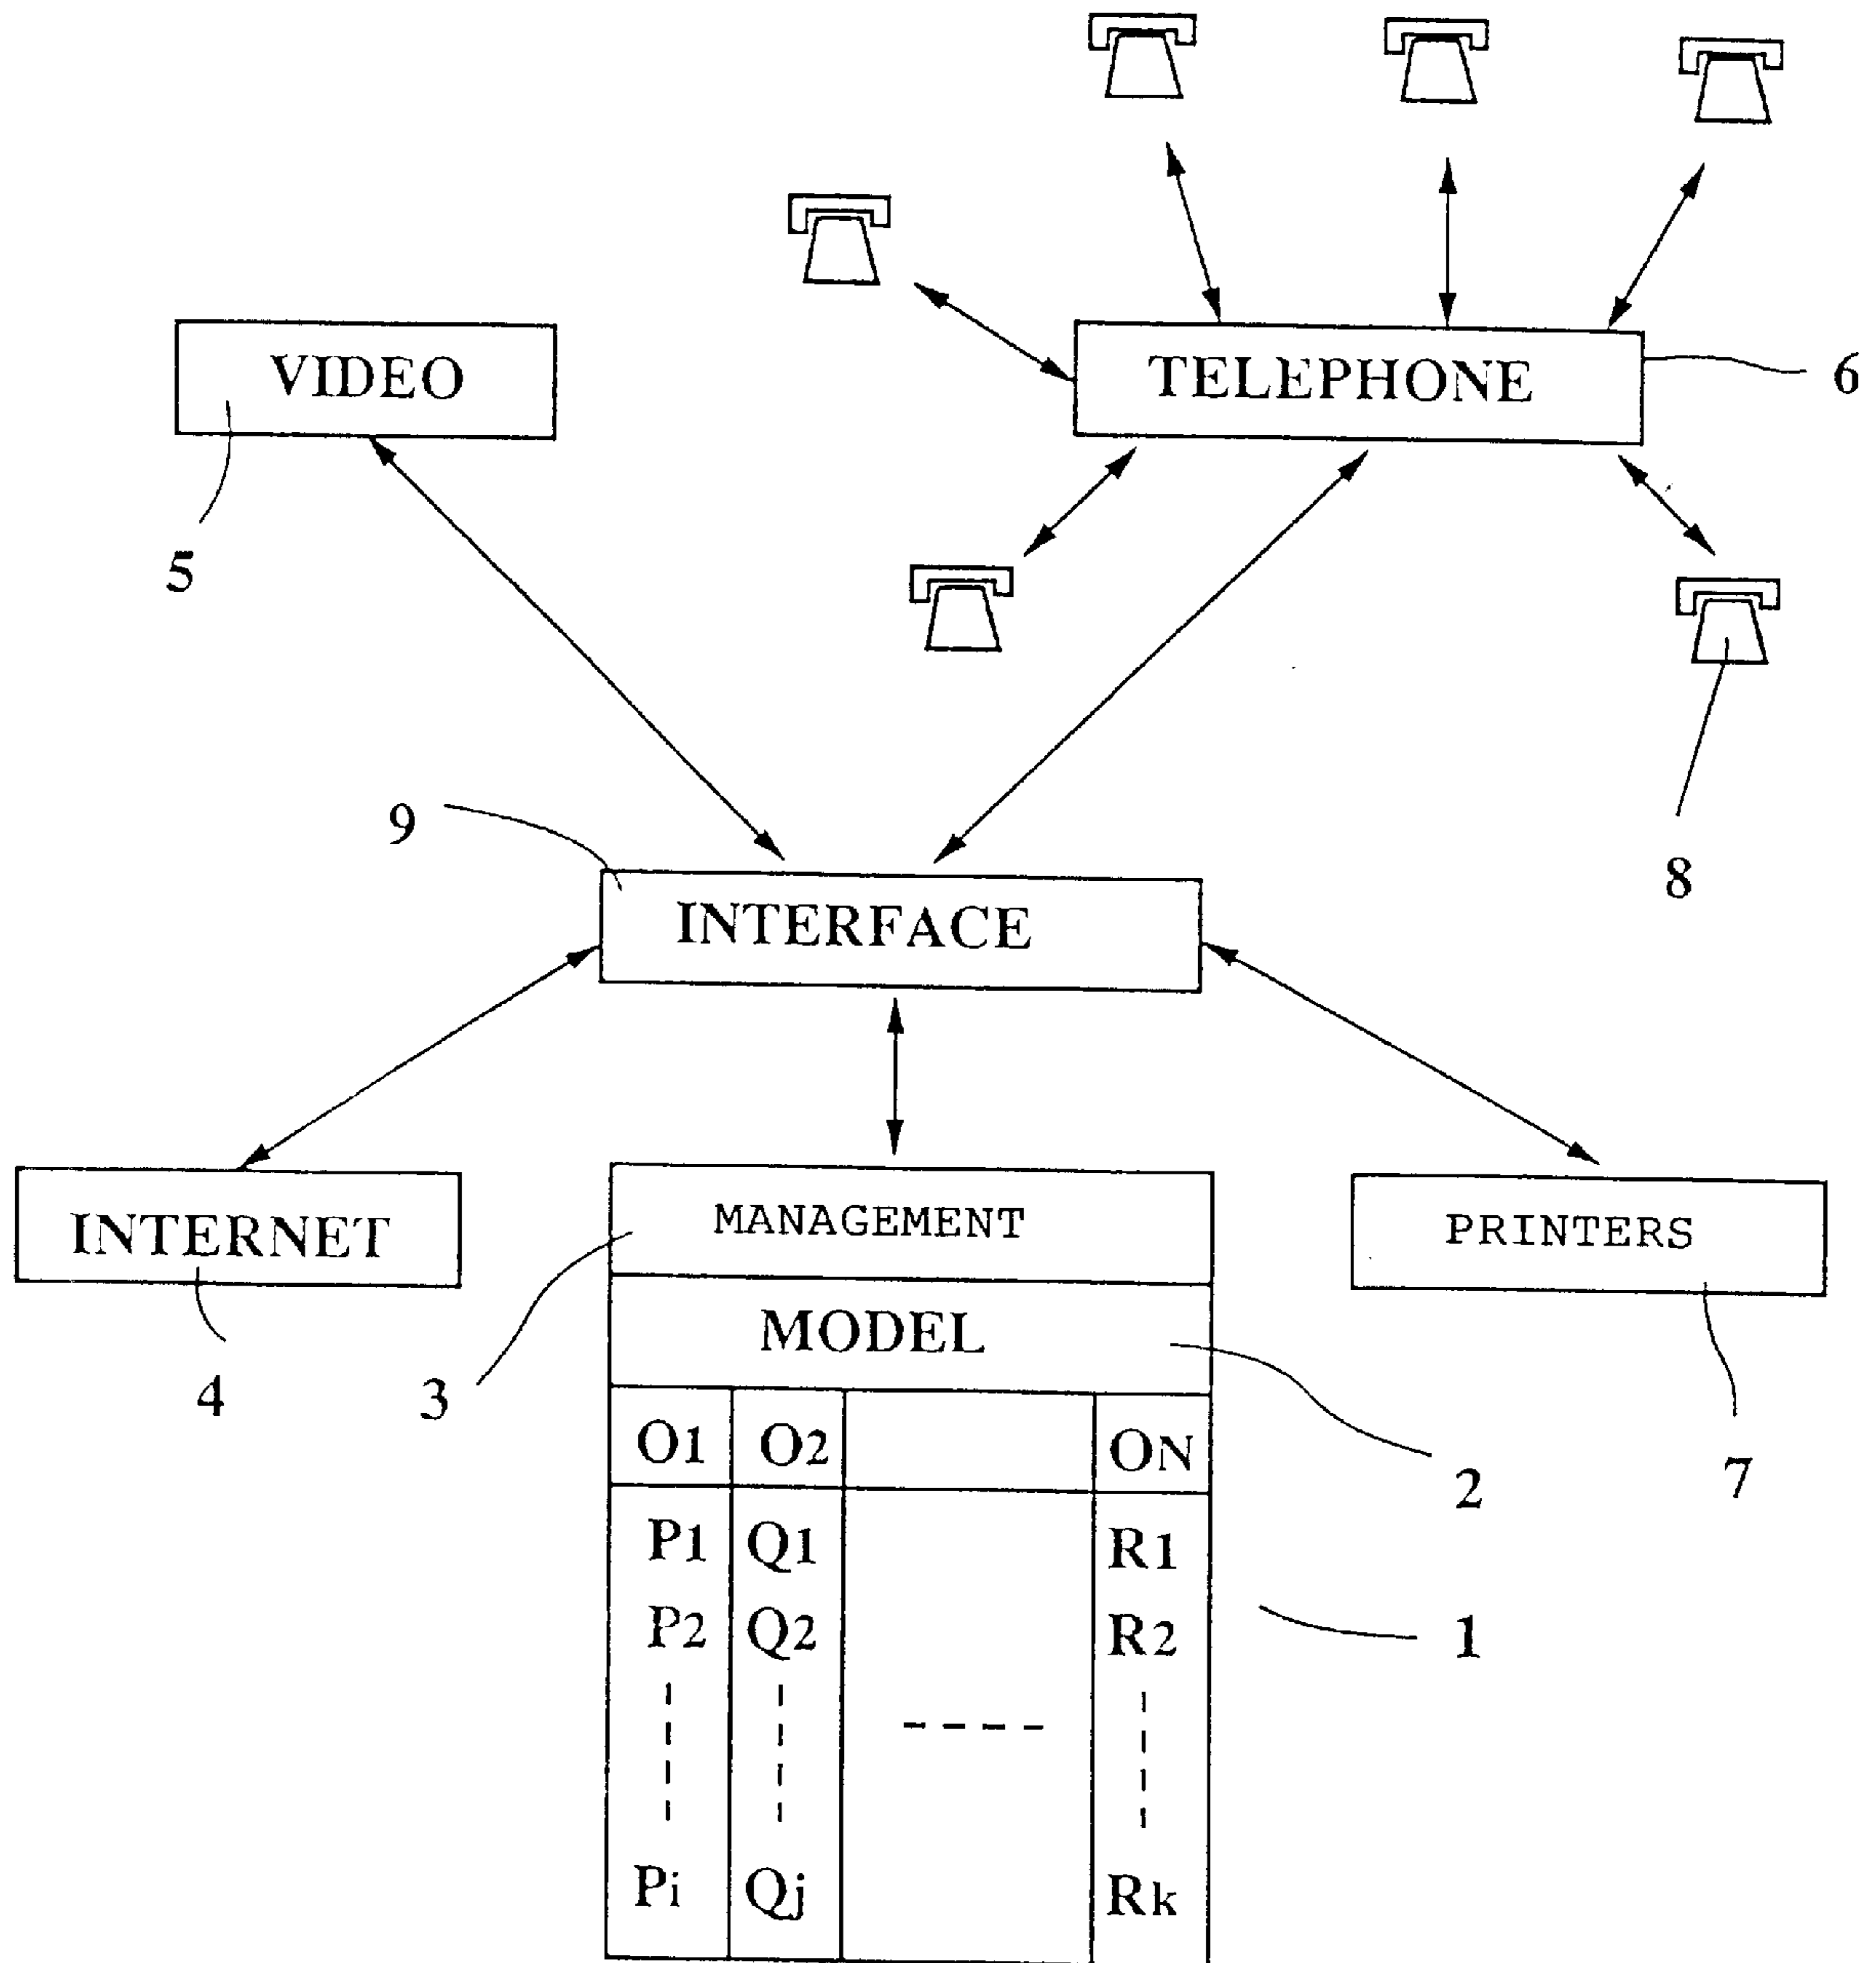 VIDEO
TELEPHONE
6
5
9
8
INTERFACE
INTERNET
MANAGEMENT
PRINTERS
MODEL
4
3
2
7
O1 O2 ON
P1 Q1 R1
P2 Q2 R2
1
Pi Qj Rk